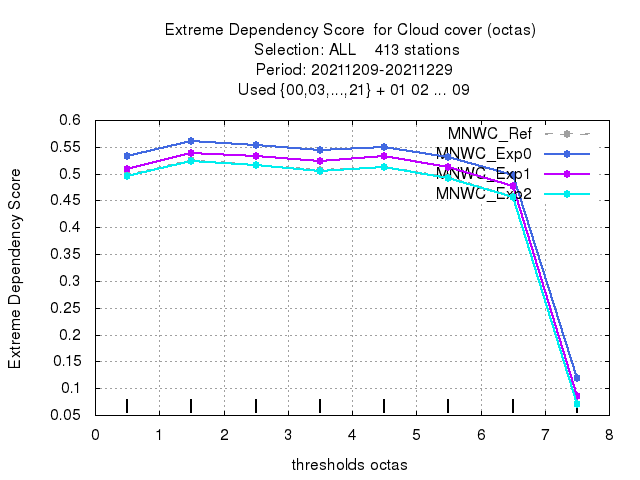 Extreme Dependency Score  for Cloud cover (octas)
Selection: ALL    413 stations
Period: 20211209-20211229
Used {00,03,...,21} + 01 02 ... 09
MNWC_Ref
MNWC_Exp0
MNWC_Exp1
MNWC_Exp2
Extreme Dependency Score
0.6
0.55
0.5
0.45
0.4
0.35
0.3
0.25
0.2
0.15
0.1
0.05
0 1 2 3 4 5 6 7 8
thresholds octas